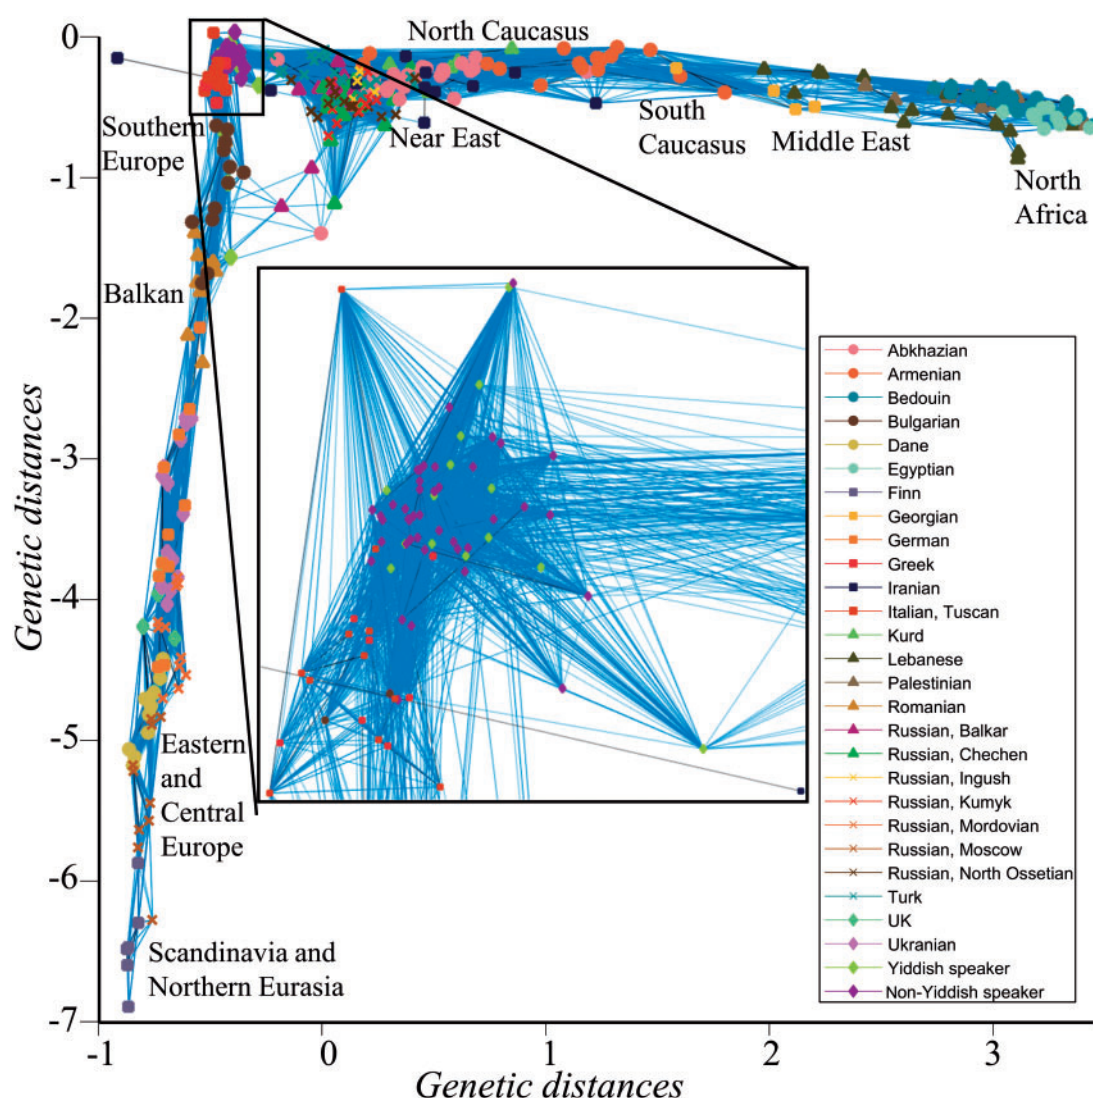 0
-1
-2
-3
-4
-5
-6
-7
Genetic distances
North Caucasus
Southern
Europe
Near East
South
Caucasus
Middle East
North
Africa
Balkan
Eastern
and
Central
Europe
Scandinavia and
Northern Eurasia
Abkhazian
Armenian
Bedouin
Bulgarian
Dane
Egyptian
Finn
Georgian
German
Greek
Iranian
Italian, Tuscan
Kurd
Lebanese
Palestinian
Romanian
Russian, Balkar
Russian, Chechen
Russian, Ingush
Russian, Kumyk
Russian, Mordovian
Russian, Moscow
Russian, North Ossetian
Turk
UK
Ukranian
Yiddish speaker
Non-Yiddish speaker
-1 0 1 2 3
Genetic distances